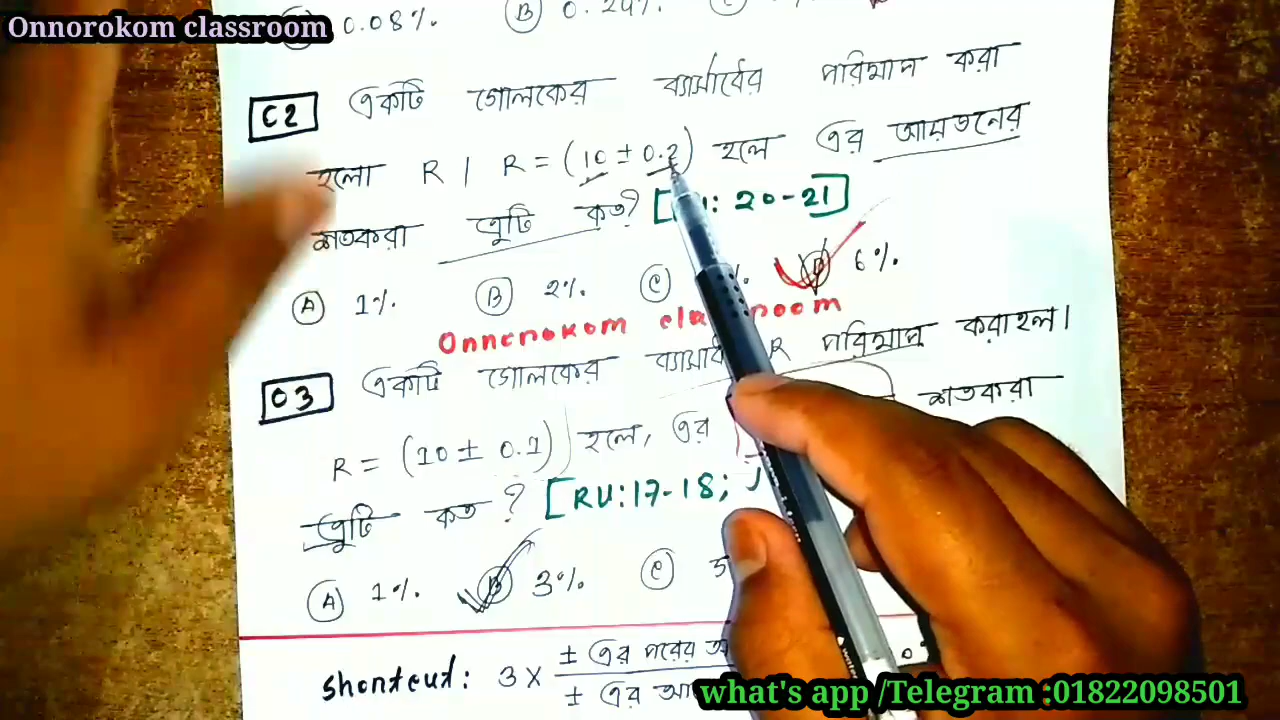 Onnorokom classroom
0.08%. (B) 0.24%. (C)
02 একটি গোলকের ব্যাসার্ধের পরিমাপ করা
হলো R | R = (10 ± 0.2) হলে এর আয়তনের
শতকরা ত্রুটি কত? [ : 20-21]
(A) 1%. (B) 2%. (C) %. 6%.
Onnorokom
03 একটি গোলকের R পরিমাপ করাহল।
R = (10 ± 0.1) হলে, এর শতকরা
ত্রুটি কত? [RU:17-18;
(A) 1%. (B) 3%. (C)
shortcut: 3 × ± এর পরের
± এর
what's app /Telegram :01822098501